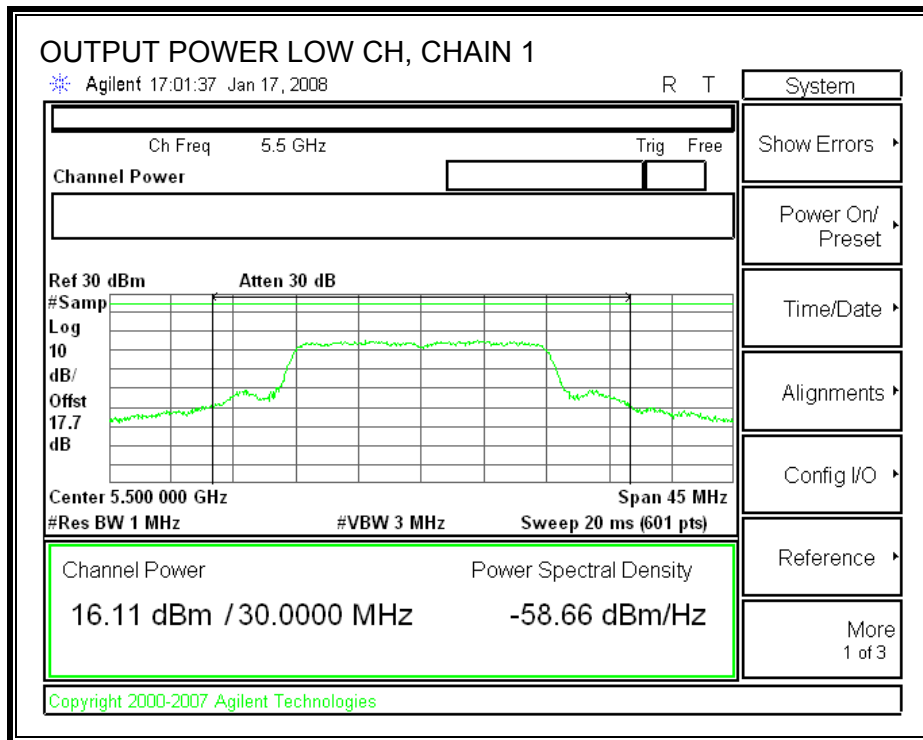 OUTPUT POWER LOW CH, CHAIN 1
Agilent 17:01:37 Jan 17, 2008 R T
System
Ch Freq 5.5 GHz Trig Free
Channel Power
Show Errors
Power On/
Preset
Ref 30 dBm Atten 30 dB
#Samp
Log
10
dB/
Offst
17.7
dB
Time/Date
Alignments
Config I/O
Center 5.500 000 GHz Span 45 MHz
#Res BW 1 MHz #VBW 3 MHz Sweep 20 ms (601 pts)
Channel Power Power Spectral Density
16.11 dBm / 30.0000 MHz -58.66 dBm/Hz
Reference
More
1 of 3
Copyright 2000-2007 Agilent Technologies